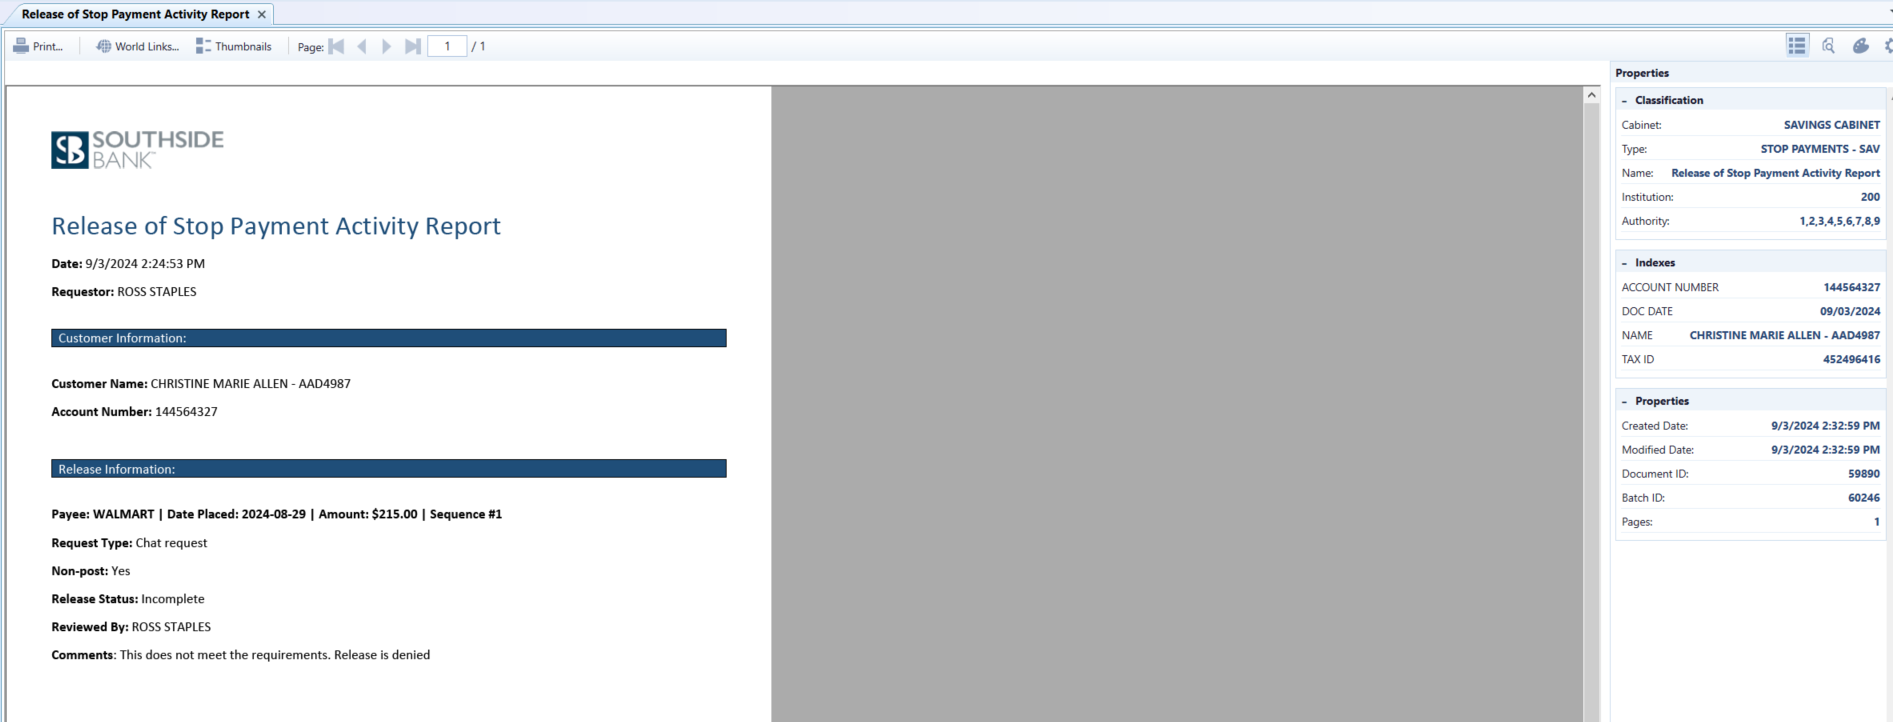 Release of Stop Payment Activity Report
Print...
World Links...
Thumbnails
Page:
1
/ 1
SOUTHSIDE
BANK™
Release of Stop Payment Activity Report
Date: 9/3/2024 2:24:53 PM
Requestor: ROSS STAPLES
Customer Information:
Customer Name: CHRISTINE MARIE ALLEN - AAD4987
Account Number: 144564327
Release Information:
Payee: WALMART | Date Placed: 2024-08-29 | Amount: $215.00 | Sequence #1
Request Type: Chat request
Non-post: Yes
Release Status: Incomplete
Reviewed By: ROSS STAPLES
Comments: This does not meet the requirements. Release is denied
Properties
– Classification
Cabinet: SAVINGS CABINET
Type: STOP PAYMENTS - SAV
Name: Release of Stop Payment Activity Report
Institution: 200
Authority: 1,2,3,4,5,6,7,8,9
– Indexes
ACCOUNT NUMBER 144564327
DOC DATE 09/03/2024
NAME CHRISTINE MARIE ALLEN - AAD4987
TAX ID 452496416
– Properties
Created Date: 9/3/2024 2:32:59 PM
Modified Date: 9/3/2024 2:32:59 PM
Document ID: 59890
Batch ID: 60246
Pages: 1